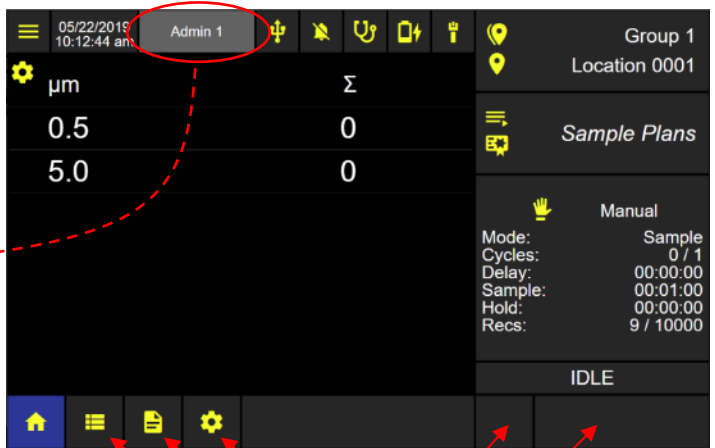 05/22/2019
10:12:44 am
Admin 1
Group 1
Location 0001
µm Σ
0.5 0
5.0 0
Sample Plans
Manual
Mode: Sample
Cycles: 0 / 1
Delay: 00:00:00
Sample: 00:01:00
Hold: 00:00:00
Recs: 9 / 10000
IDLE